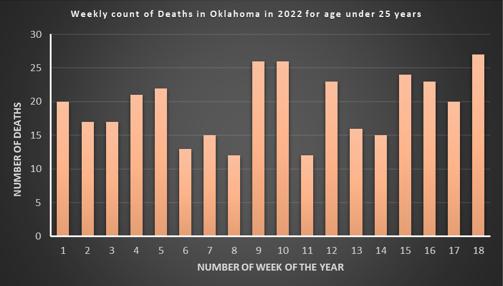 Weekly count of Deaths in Oklahoma in 2022 for age under 25 years
30
25
20
15
10
5
0
NUMBER OF DEATHS
1 2 3 4 5 6 7 8 9 10 11 12 13 14 15 16 17 18
NUMBER OF WEEK OF THE YEAR